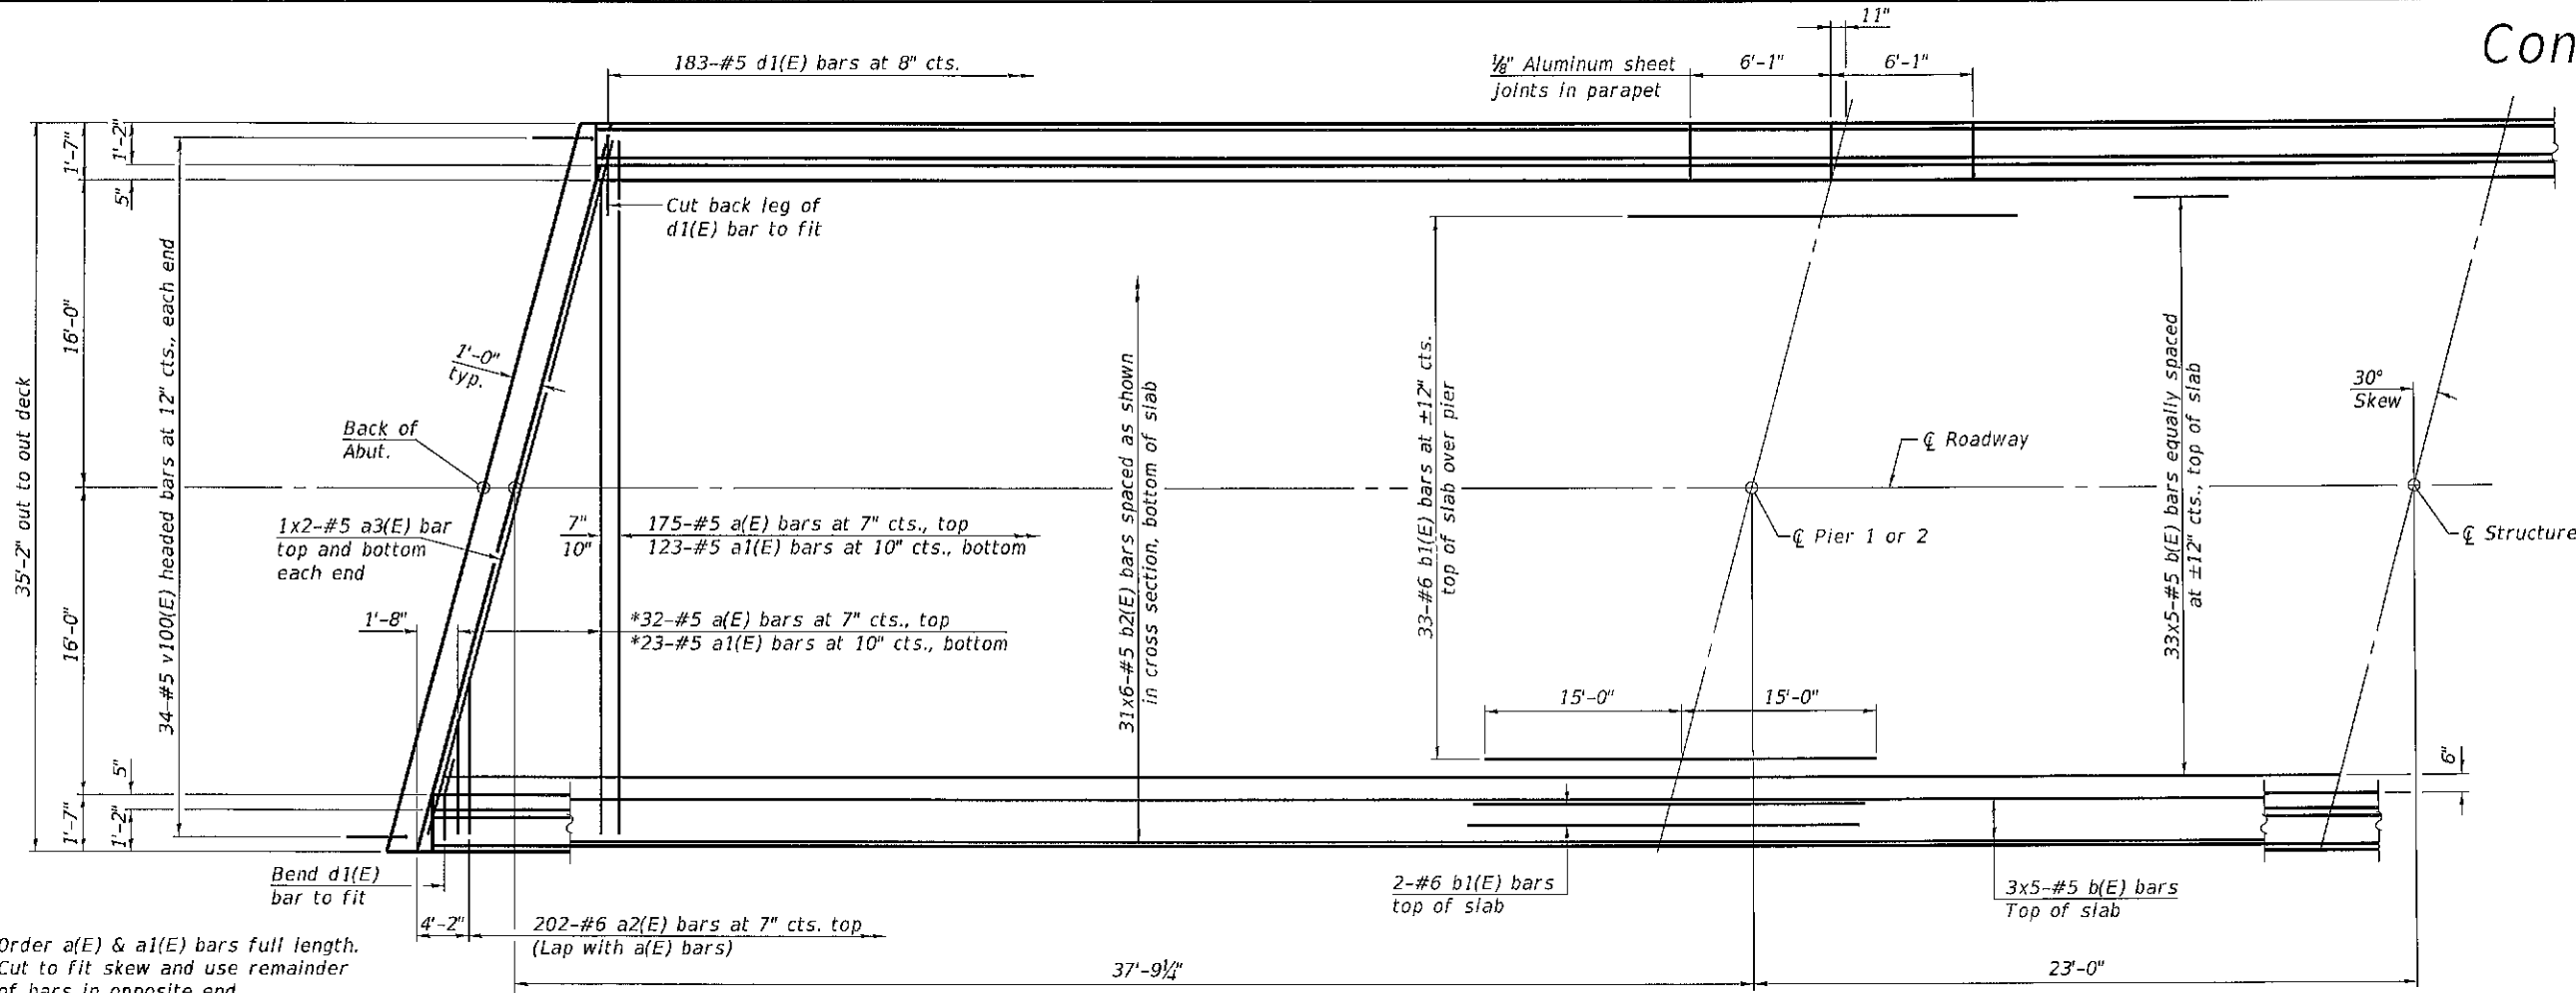 11"
Con
183-#5 d1(E) bars at 8" cts.
⅛" Aluminum sheet
joints in parapet
6'-1"
6'-1"
1'-7"
1'-2"
5"
Cut back leg of
d1(E) bar to fit
35'-2" out to out deck
16'-0"
16'-0"
34-#5 v100(E) headed bars at 12" cts., each end
1'-0"
typ.
31x6-#5 b2(E) bars spaced as shown
in cross section, bottom of slab
33-#6 b1(E) bars at ±12" cts.
top of slab over pier
33x5-#5 b(E) bars equally spaced
at ±12" cts., top of slab
30°
Skew
Back of
Abut.
℄ Roadway
1x2-#5 a3(E) bar
top and bottom
each end
7"
10"
175-#5 a(E) bars at 7" cts., top
123-#5 a1(E) bars at 10" cts., bottom
℄ Pier 1 or 2
℄ Structure
1'-8"
*32-#5 a(E) bars at 7" cts., top
*23-#5 a1(E) bars at 10" cts., bottom
15'-0"
15'-0"
6"
5"
1'-7"
1'-2"
Bend d1(E)
bar to fit
2-#6 b1(E) bars
top of slab
3x5-#5 b(E) bars
Top of slab
4'-2"
202-#6 a2(E) bars at 7" cts. top
(Lap with a(E) bars)
Order a(E) & a1(E) bars full length.
Cut to fit skew and use remainder
of bars in opposite end
37'-9¼"
23'-0"